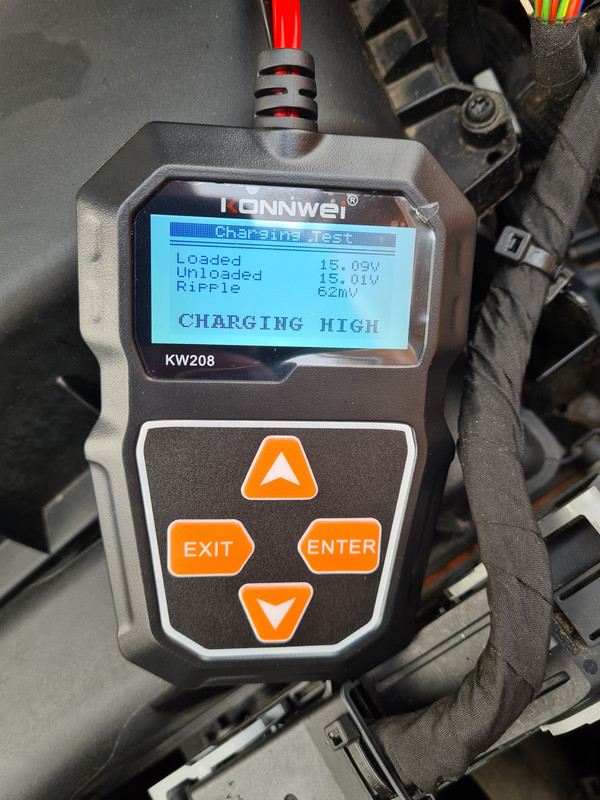 KONNWEI®
Charging Test
Loaded 15.09V
Unloaded 15.01V
Ripple 62mV
CHARGING HIGH
KW208
EXIT
ENTER